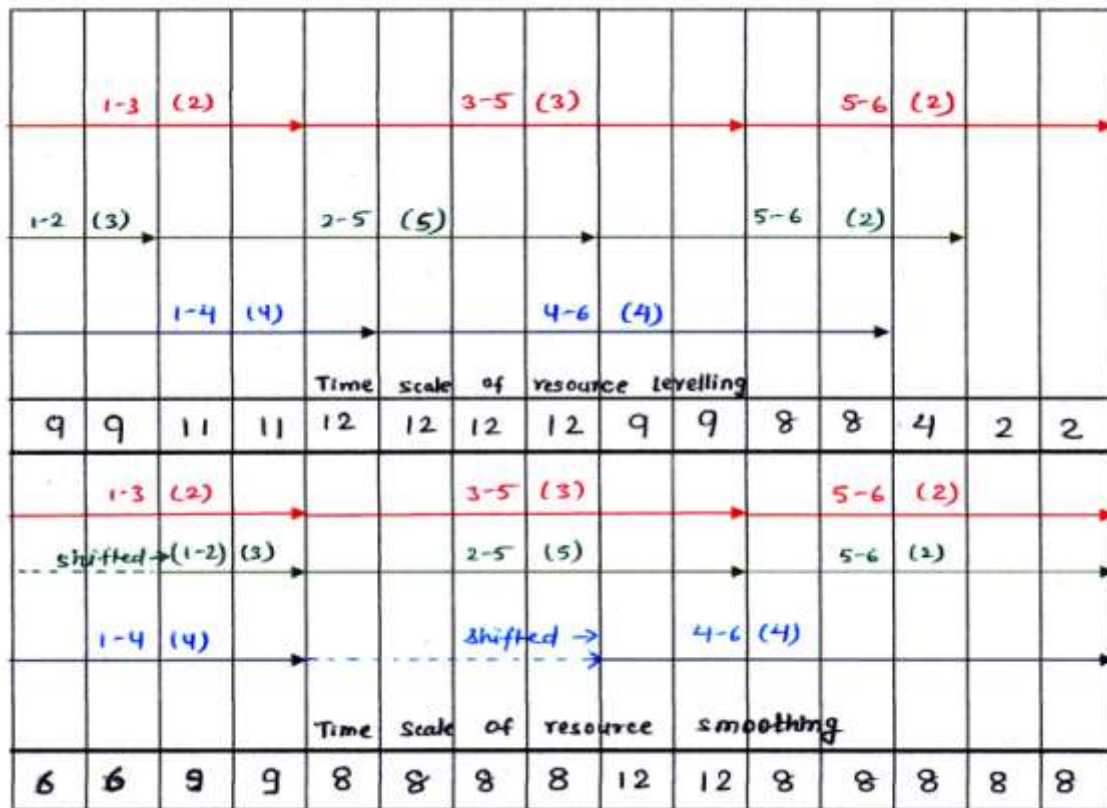 1-3 (2) 3-5 (3) 5-6 (2)
1-2 (3) 2-5 (5) 5-6 (2)
1-4 (4) 4-6 (4)
Time scale of resource levelling
9 9 11 11 12 12 12 12 9 9 8 8 4 2 2
1-3 (2) 3-5 (3) 5-6 (2)
shifted → (1-2) (3) 2-5 (5) 5-6 (2)
1-4 (4) shifted → 4-6 (4)
Time scale of resource smoothing
6 6 9 9 8 8 8 8 12 12 8 8 8 8 8